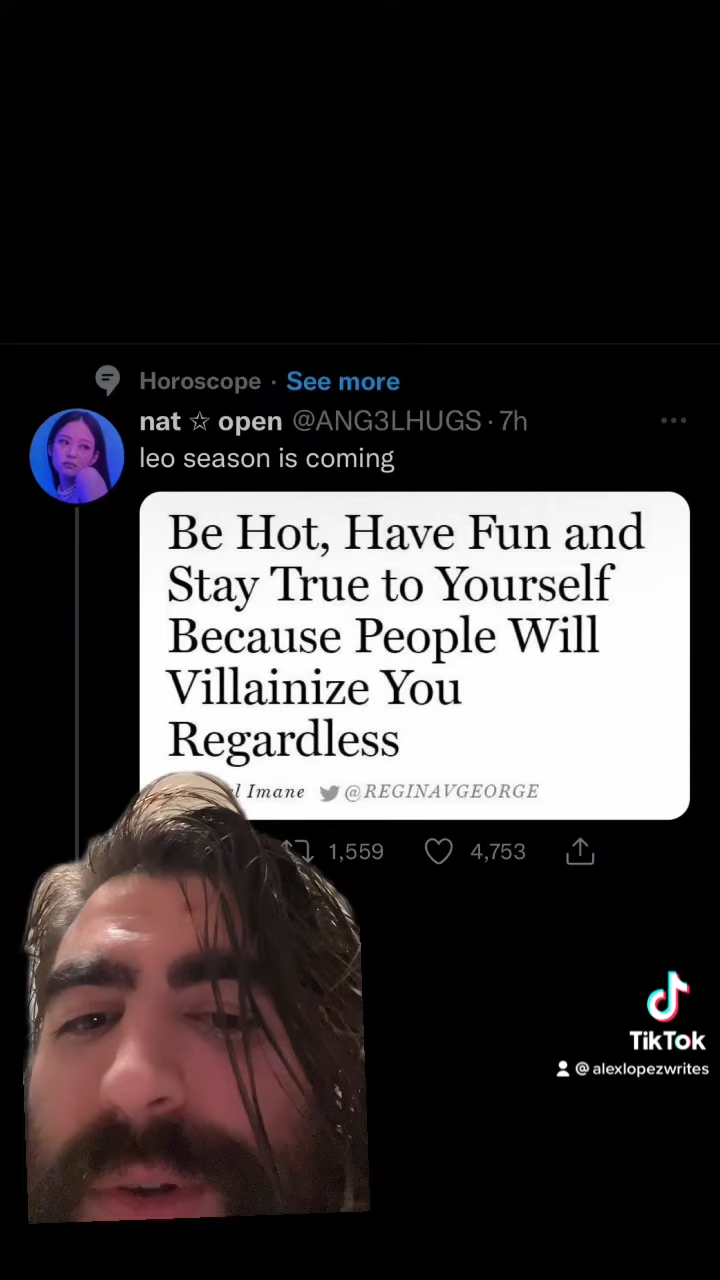 Horoscope · See more
nat ☆ open @ANG3LHUGS · 7h
leo season is coming
Be Hot, Have Fun and
Stay True to Yourself
Because People Will
Villainize You
Regardless
Imane @REGINAVGEORGE
1,559 4,753
TikTok
@alexlopezwrites